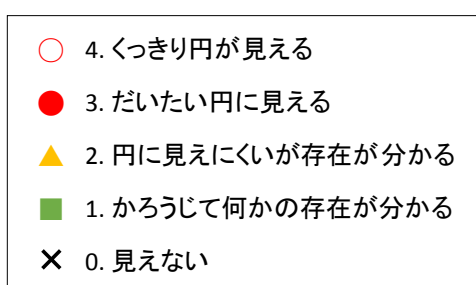 4. くっきり円が見える
3. だいたい円に見える
2. 円に見えにくいが存在が分かる
1. かろうじて何かの存在が分かる
0. 見えない